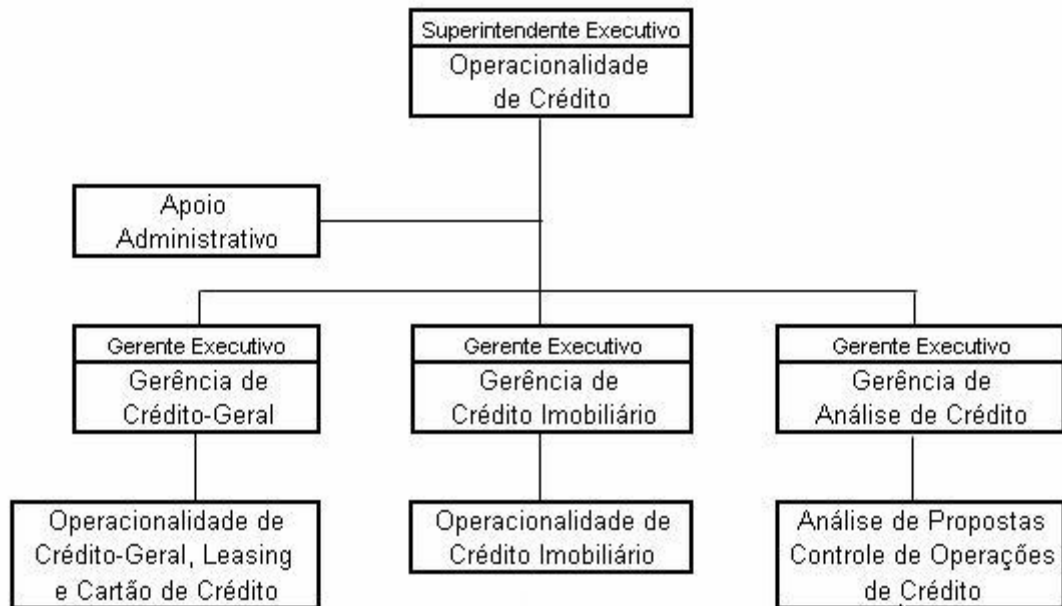 Superintendente Executivo
Operacionalidade
de Crédito
Apoio
Administrativo
Gerente Executivo
Gerência de
Crédito-Geral
Gerente Executivo
Gerência de
Crédito Imobiliário
Gerente Executivo
Gerência de
Análise de Crédito
Operacionalidade de
Crédito-Geral, Leasing
e Cartão de Crédito
Operacionalidade de
Crédito Imobiliário
Análise de Propostas
Controle de Operações
de Crédito